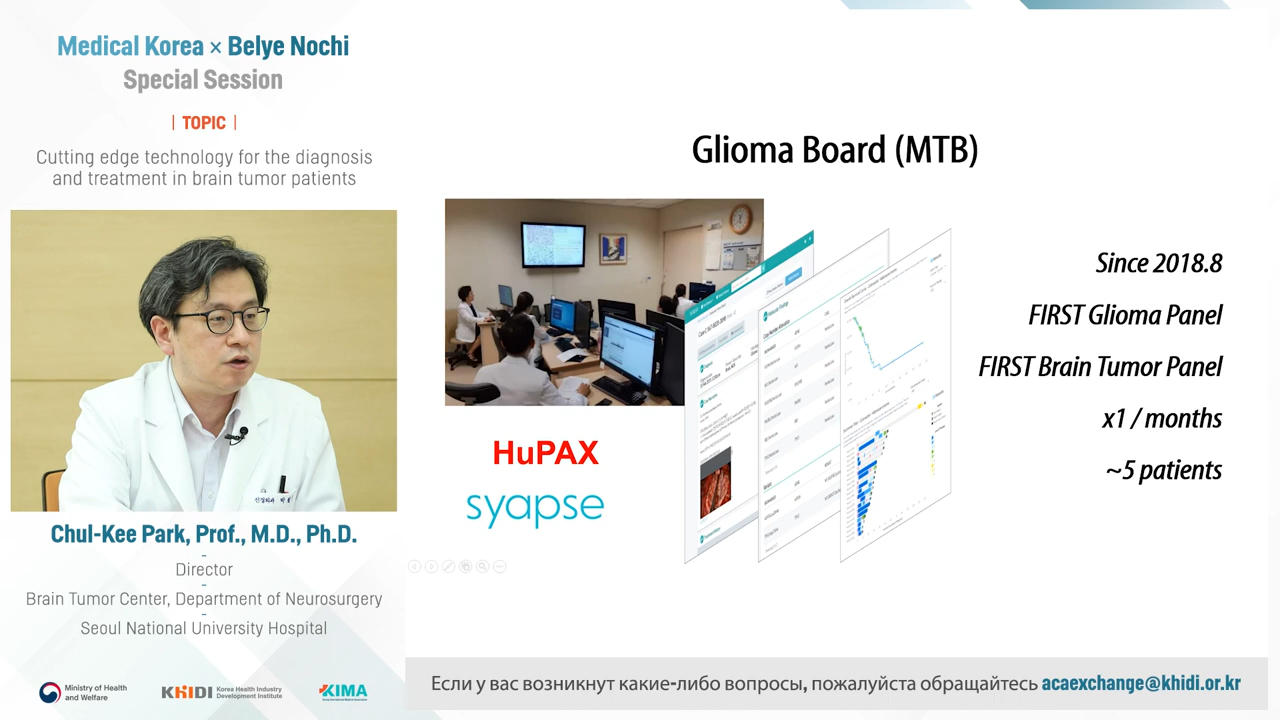 Medical Korea × Belye Nochi
Special Session
| TOPIC |
Cutting edge technology for the diagnosis
and treatment in brain tumor patients
Chul-Kee Park, Prof., M.D., Ph.D.
-
Director
-
Brain Tumor Center, Department of Neurosurgery
-
Seoul National University Hospital
Ministry of Health
and Welfare
KHIDI
Korea Health Industry
Development Institute
KIMA
Glioma Board (MTB)
HuPAX
syapse
Since 2018.8
FIRST Glioma Panel
FIRST Brain Tumor Panel
x1 / months
~5 patients
Если у вас возникнут какие-либо вопросы, пожалуйста обращайтесь acaexchange@khidi.or.kr